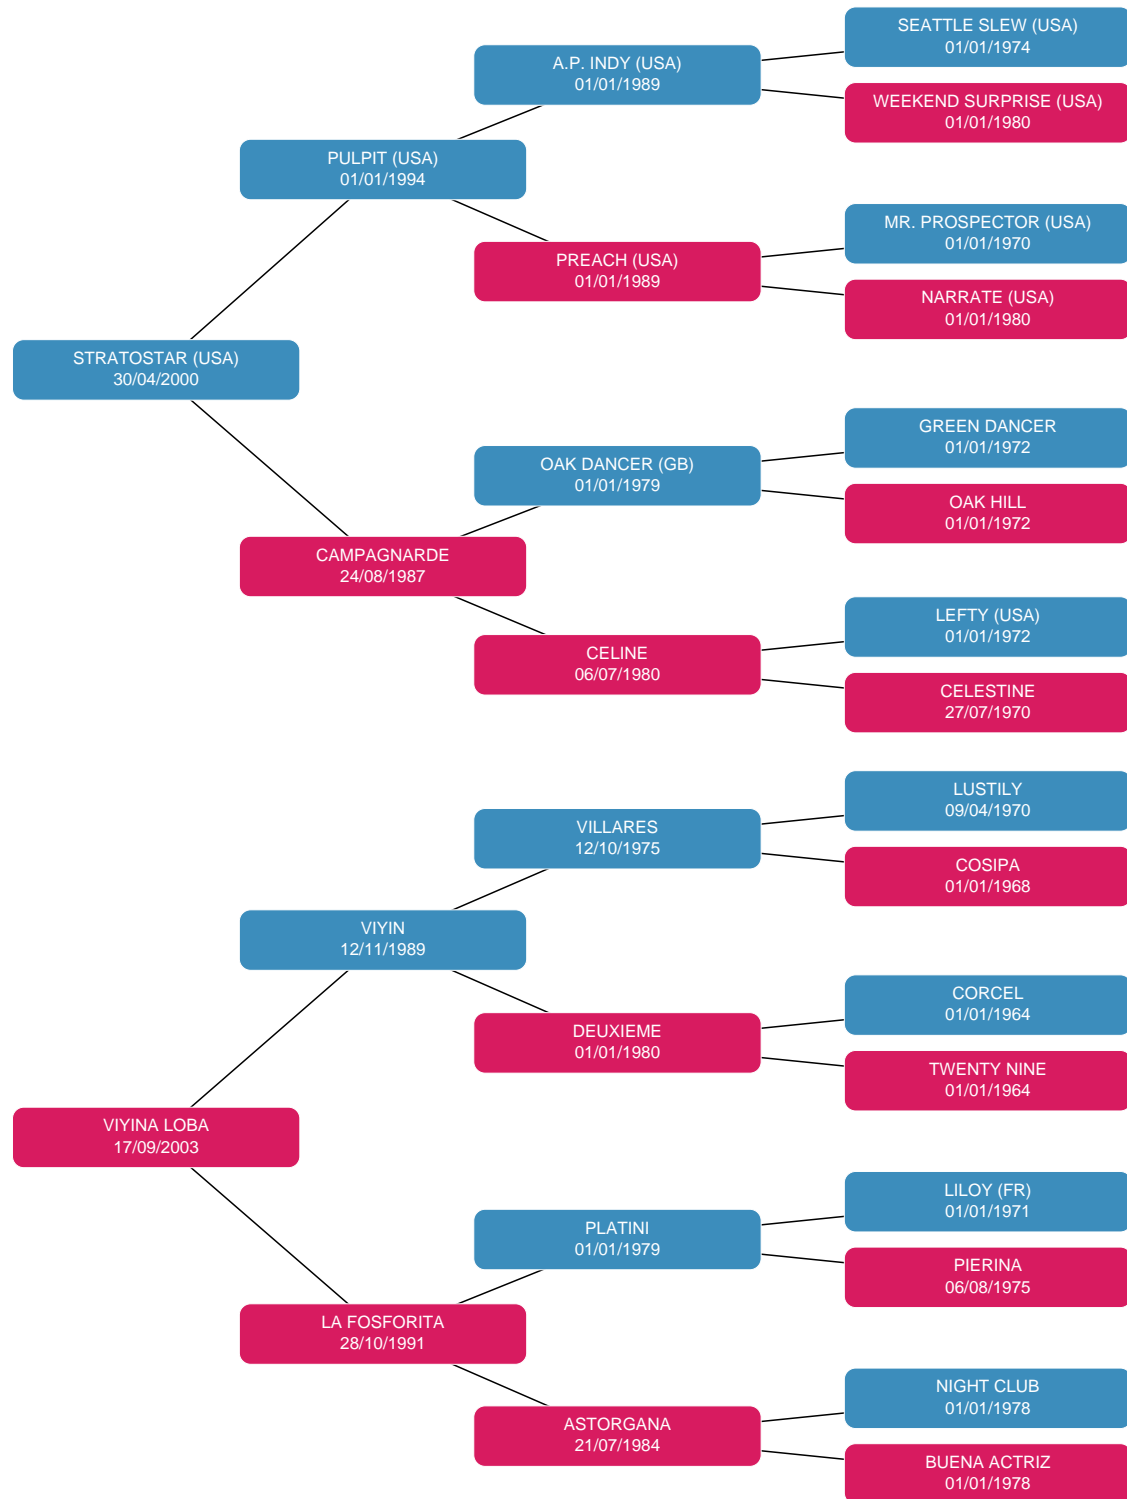 SEATTLE SLEW (USA)
01/01/1974
A.P. INDY (USA)
01/01/1989
WEEKEND SURPRISE (USA)
01/01/1980
PULPIT (USA)
01/01/1994
MR. PROSPECTOR (USA)
01/01/1970
PREACH (USA)
01/01/1989
NARRATE (USA)
01/01/1980
STRATOSTAR (USA)
30/04/2000
GREEN DANCER
01/01/1972
OAK DANCER (GB)
01/01/1979
OAK HILL
01/01/1972
CAMPAGNARDE
24/08/1987
LEFTY (USA)
01/01/1972
CELINE
06/07/1980
CELESTINE
27/07/1970
LUSTILY
09/04/1970
VILLARES
12/10/1975
COSIPA
01/01/1968
VIYIN
12/11/1989
CORCEL
01/01/1964
DEUXIEME
01/01/1980
TWENTY NINE
01/01/1964
VIYINA LOBA
17/09/2003
LILOY (FR)
01/01/1971
PLATINI
01/01/1979
PIERINA
06/08/1975
LA FOSFORITA
28/10/1991
NIGHT CLUB
01/01/1978
ASTORGANA
21/07/1984
BUENA ACTRIZ
01/01/1978